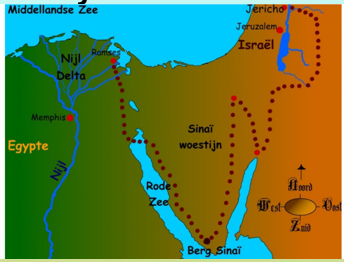 Middellandse Zee
Jericho
Jeruzalem
Israël
Ramses
Nijl
Delta
Memphis
Sinaï
woestijn
Egypte
Nijl
Rode
Zee
Noord
West
Oost
Zuid
Berg Sinaï